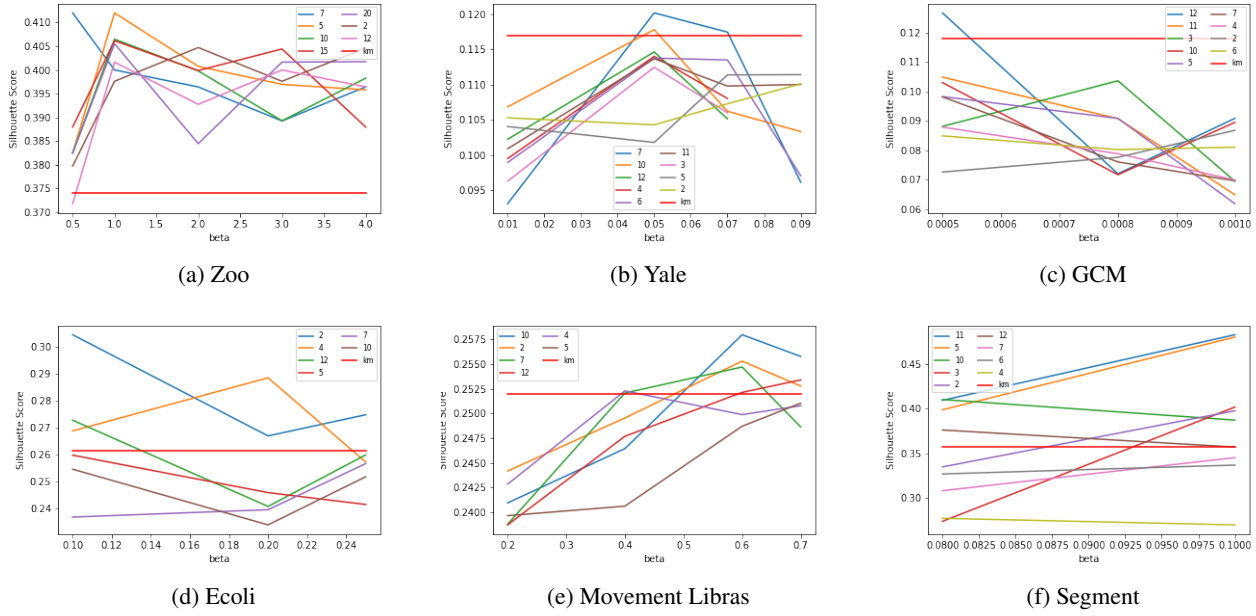 0.410
0.405
0.400
0.395
0.390
0.385
0.380
0.375
0.370
Silhouette Score
0.5 1.0 1.5 2.0 2.5 3.0 3.5 4.0
beta
7 20
5 2
10 12
15 km
(a) Zoo
0.120
0.115
0.110
0.105
0.100
0.095
Silhouette Score
0.01 0.02 0.03 0.04 0.05 0.06 0.07 0.08 0.09
beta
7 11
10 3
12 5
4 2
6 km
(b) Yale
0.12
0.11
0.10
0.09
0.08
0.07
0.06
Silhouette Score
0.0005 0.0006 0.0007 0.0008 0.0009 0.0010
beta
12 7
11 4
3 2
10 6
5 km
(c) GCM
0.30
0.29
0.28
0.27
0.26
0.25
0.24
Silhouette Score
0.10 0.12 0.14 0.16 0.18 0.20 0.22 0.24
beta
2 7
4 10
12 km
5
(d) Ecoli
0.2575
0.2550
0.2525
0.2500
0.2475
0.2450
0.2425
0.2400
Silhouette Score
0.2 0.3 0.4 0.5 0.6 0.7
beta
10 4
2 5
7 km
12
(e) Movement Libras
0.45
0.40
0.35
0.30
Silhouette Score
0.0800 0.0825 0.0850 0.0875 0.0900 0.0925 0.0950 0.0975 0.1000
beta
11 12
5 7
10 6
3 4
2 km
(f) Segment